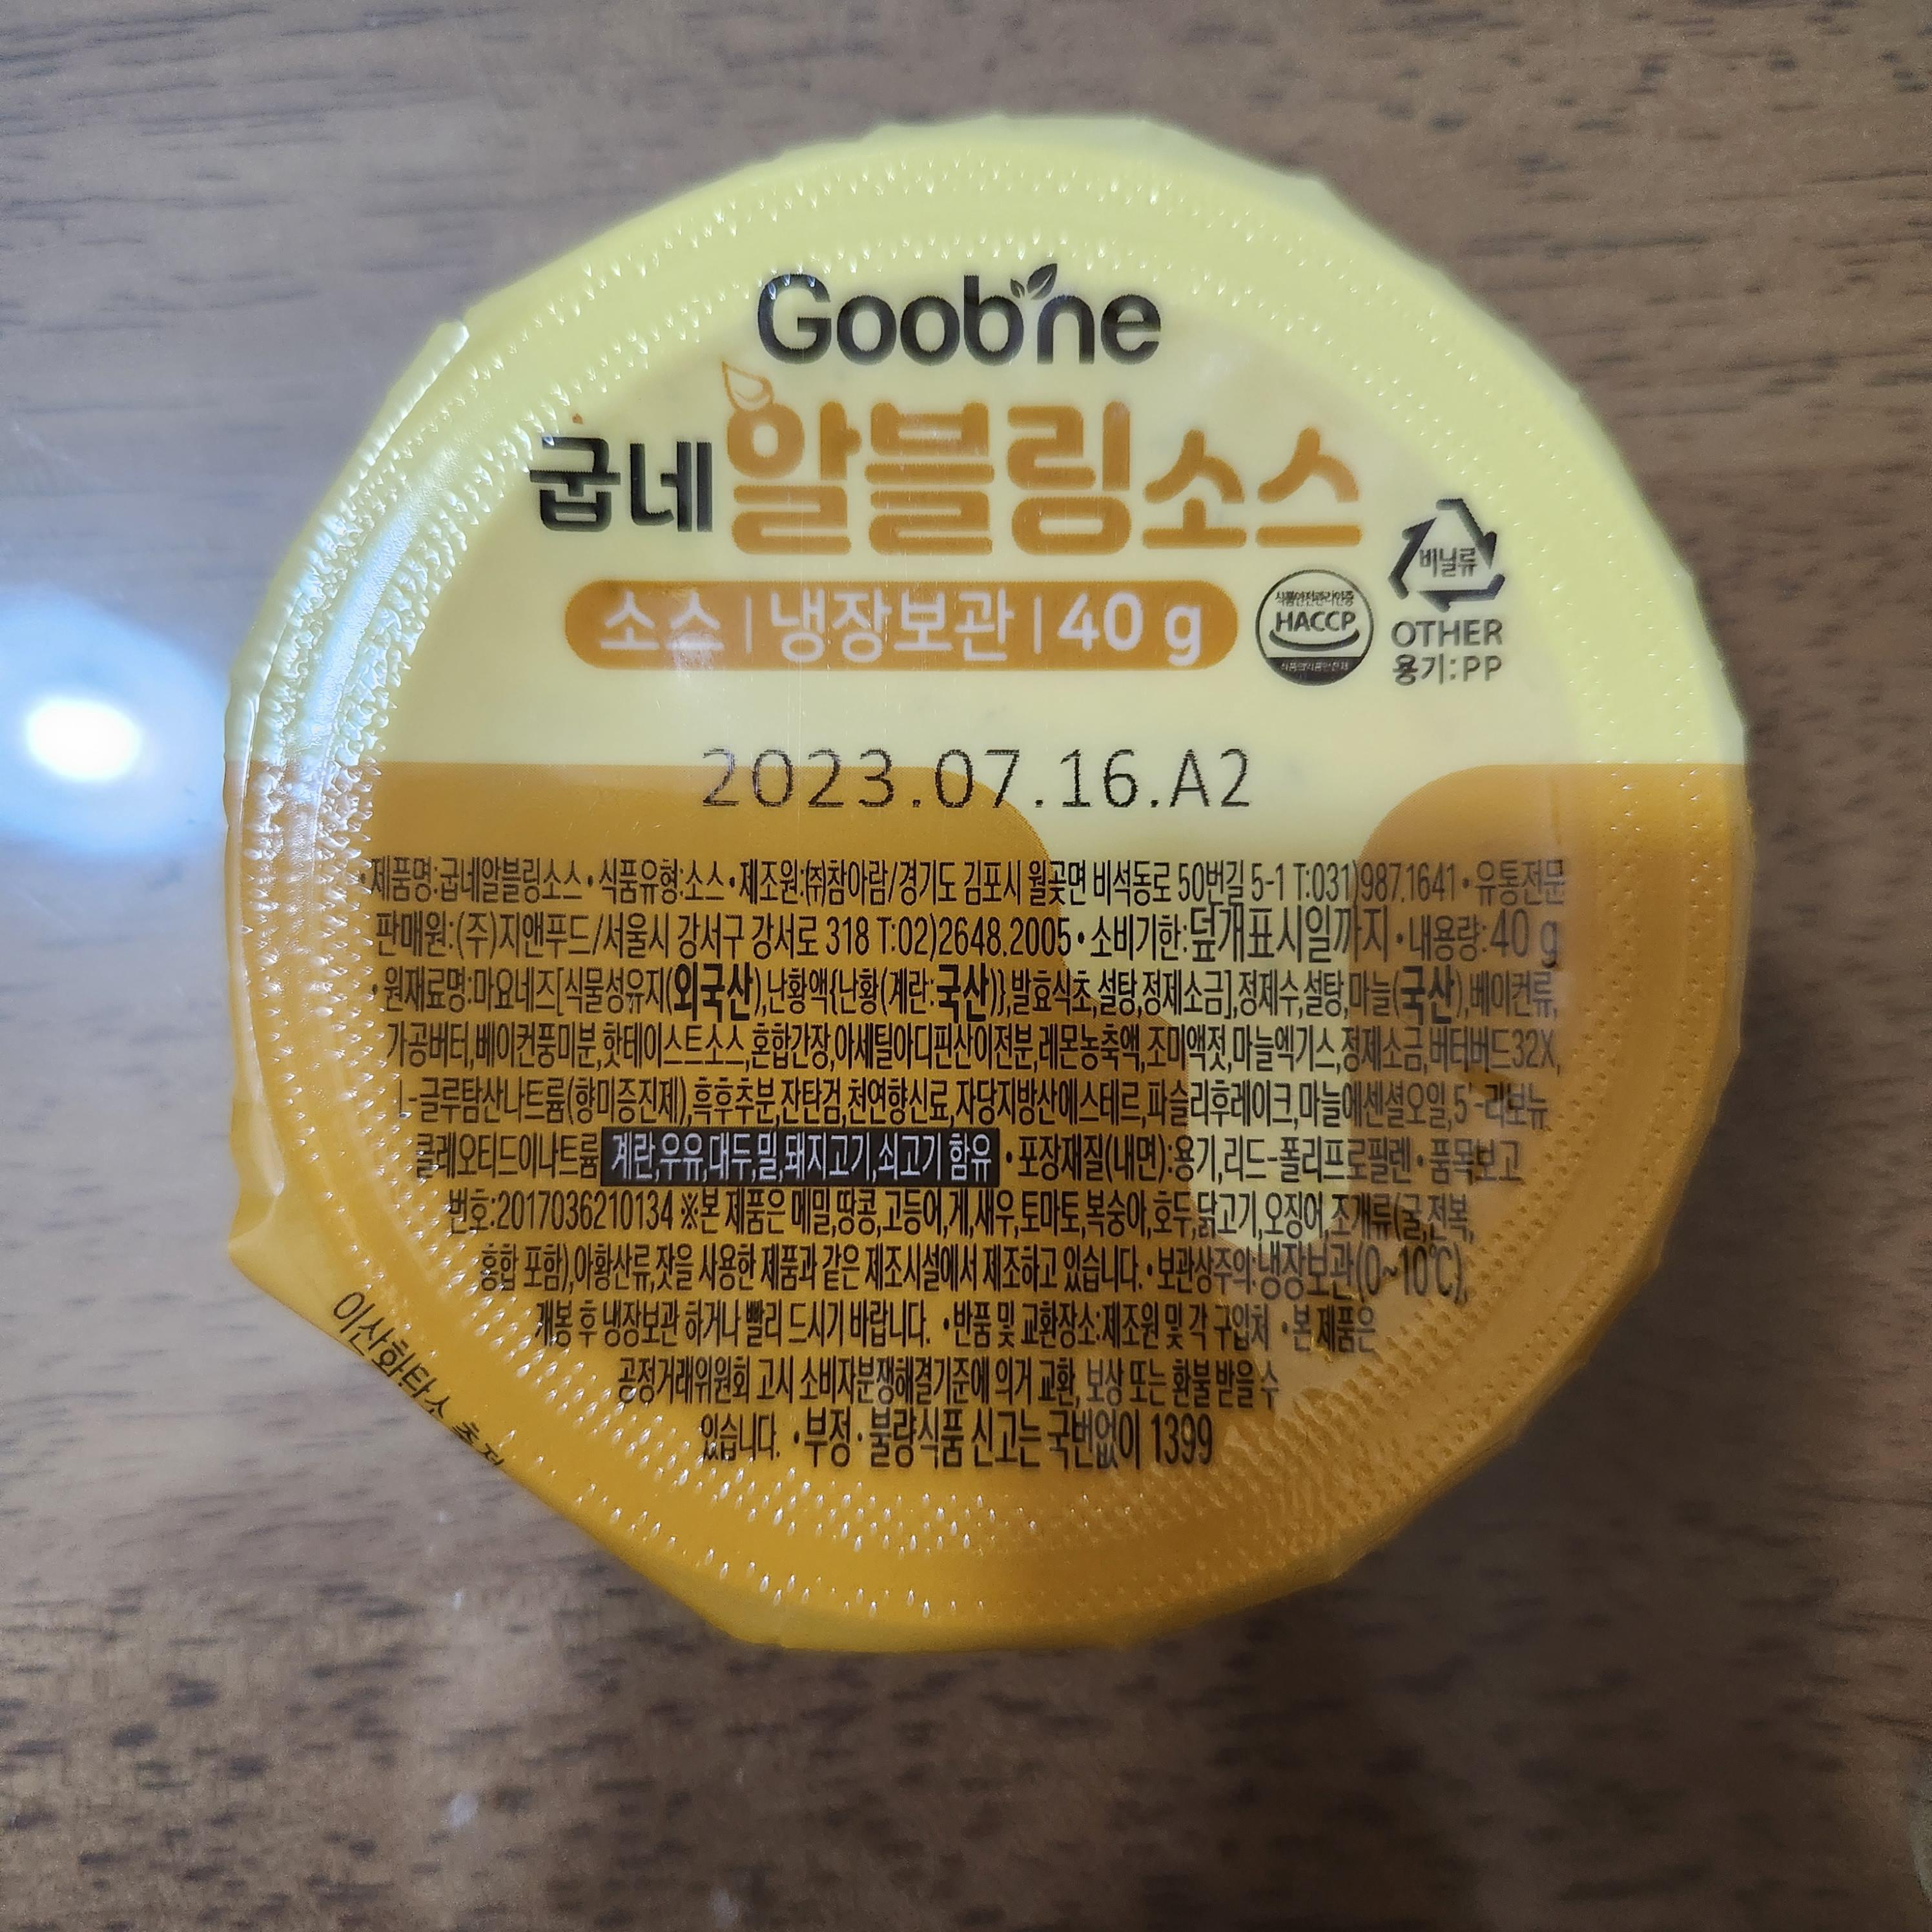 Goobne
굽네 알블링소스
소스 | 냉장보관 | 40 g
비닐류
OTHER
용기:PP
HACCP
2023.07.16.A2
•제품명:굽네알블링소스•식품유형:소스•제조원:㈜참아람/경기도 김포시 월곶면 비석동로 50번길 5-1 T:031)987.1641•유통전문
판매원:(주)지앤푸드/서울시 강서구 강서로 318 T:02)2648.2005•소비기한:덮개표시일까지•내용량:40 g
•원재료명:마요네즈[식물성유지(외국산),난황액{난황(계란:국산)},발효식초,설탕,정제소금],정제수,설탕,마늘(국산),베이컨류,
가공버터,베이컨풍미분,핫테이스트소스,혼합간장,아세틸아디핀산이전분,레몬농축액,조미액젓,마늘엑기스,정제소금,버터버드32X,
L-글루탐산나트륨(향미증진제),흑후추분,잔탄검,천연향신료,자당지방산에스테르,파슬리후레이크,마늘에센셜오일,5'-리보뉴
클레오티드이나트륨 계란,우유,대두,밀,돼지고기,쇠고기 함유 •포장재질(내면):용기,리드-폴리프로필렌•품목보고
번호:2017036210134 ※본 제품은 메밀,땅콩,고등어,게,새우,토마토,복숭아,호두,닭고기,오징어,조개류(굴,전복,
홍합 포함),아황산류,잣을 사용한 제품과 같은 제조시설에서 제조하고 있습니다.•보관상주의:냉장보관(0~10℃),
개봉 후 냉장보관 하거나 빨리 드시기 바랍니다. •반품 및 교환장소:제조원 및 각 구입처 •본 제품은
공정거래위원회 고시 소비자분쟁해결기준에 의거 교환, 보상 또는 환불 받을 수
있습니다. •부정·불량식품 신고는 국번없이 1399
이산화탄소